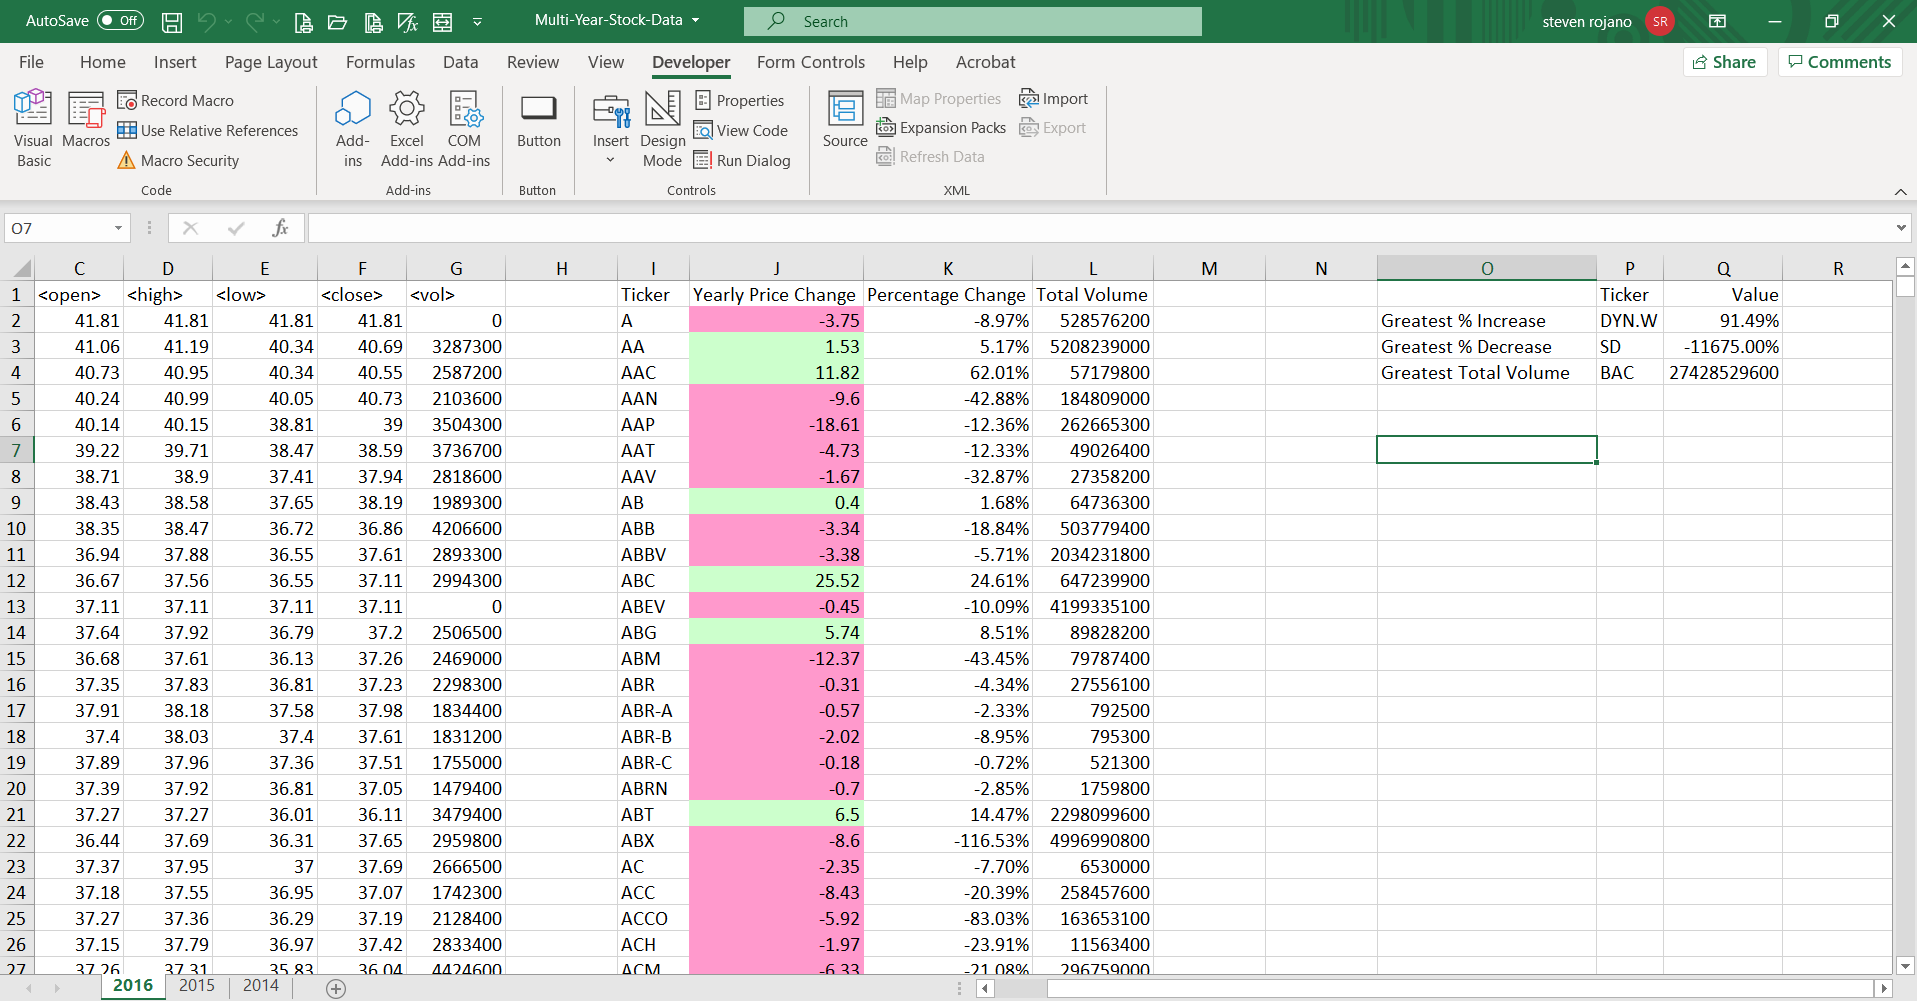 AutoSave Off Multi-Year-Stock-Data Search steven rojano SR
File Home Insert Page Layout Formulas Data Review View Developer Form Controls Help Acrobat Share Comments
Visual Basic
Macros
Record Macro
Use Relative References
Macro Security
Code
Add-ins
Excel Add-ins
COM Add-ins
Add-ins
Button
Button
Insert
Design Mode
Properties
View Code
Run Dialog
Controls
Source
Map Properties
Expansion Packs
Refresh Data
Import
Export
XML
O7 fx
C D E F G H I J K L M N O P Q R
1 <open> <high> <low> <close> <vol> Ticker Yearly Price Change Percentage Change Total Volume Ticker Value
2 41.81 41.81 41.81 41.81 0 A -3.75 -8.97% 528576200 Greatest % Increase DYN.W 91.49%
3 41.06 41.19 40.34 40.69 3287300 AA 1.53 5.17% 5208239000 Greatest % Decrease SD -11675.00%
4 40.73 40.95 40.34 40.55 2587200 AAC 11.82 62.01% 57179800 Greatest Total Volume BAC 27428529600
5 40.24 40.99 40.05 40.73 2103600 AAN -9.6 -42.88% 184809000
6 40.14 40.15 38.81 39 3504300 AAP -18.61 -12.36% 262665300
7 39.22 39.71 38.47 38.59 3736700 AAT -4.73 -12.33% 49026400
8 38.71 38.9 37.41 37.94 2818600 AAV -1.67 -32.87% 27358200
9 38.43 38.58 37.65 38.19 1989300 AB 0.4 1.68% 64736300
10 38.35 38.47 36.72 36.86 4206600 ABB -3.34 -18.84% 503779400
11 36.94 37.88 36.55 37.61 2893300 ABBV -3.38 -5.71% 2034231800
12 36.67 37.56 36.55 37.11 2994300 ABC 25.52 24.61% 647239900
13 37.11 37.11 37.11 37.11 0 ABEV -0.45 -10.09% 4199335100
14 37.64 37.92 36.79 37.2 2506500 ABG 5.74 8.51% 89828200
15 36.68 37.61 36.13 37.26 2469000 ABM -12.37 -43.45% 79787400
16 37.35 37.83 36.81 37.23 2298300 ABR -0.31 -4.34% 27556100
17 37.91 38.18 37.58 37.98 1834400 ABR-A -0.57 -2.33% 792500
18 37.4 38.03 37.4 37.61 1831200 ABR-B -2.02 -8.95% 795300
19 37.89 37.96 37.36 37.51 1755000 ABR-C -0.18 -0.72% 521300
20 37.39 37.92 36.81 37.05 1479400 ABRN -0.7 -2.85% 1759800
21 37.27 37.27 36.01 36.11 3479400 ABT 6.5 14.47% 2298099600
22 36.44 37.69 36.31 37.65 2959800 ABX -8.6 -116.53% 4996990800
23 37.37 37.95 37 37.69 2666500 AC -2.35 -7.70% 6530000
24 37.18 37.55 36.95 37.07 1742300 ACC -8.43 -20.39% 258457600
25 37.27 37.36 36.29 37.19 2128400 ACCO -5.92 -83.03% 163653100
26 37.15 37.79 36.97 37.42 2833400 ACH -1.97 -23.91% 11563400
27 37.26 37.31 35.83 36.04 4424600 ACM -6.33 -21.08% 296759000
2016 2015 2014